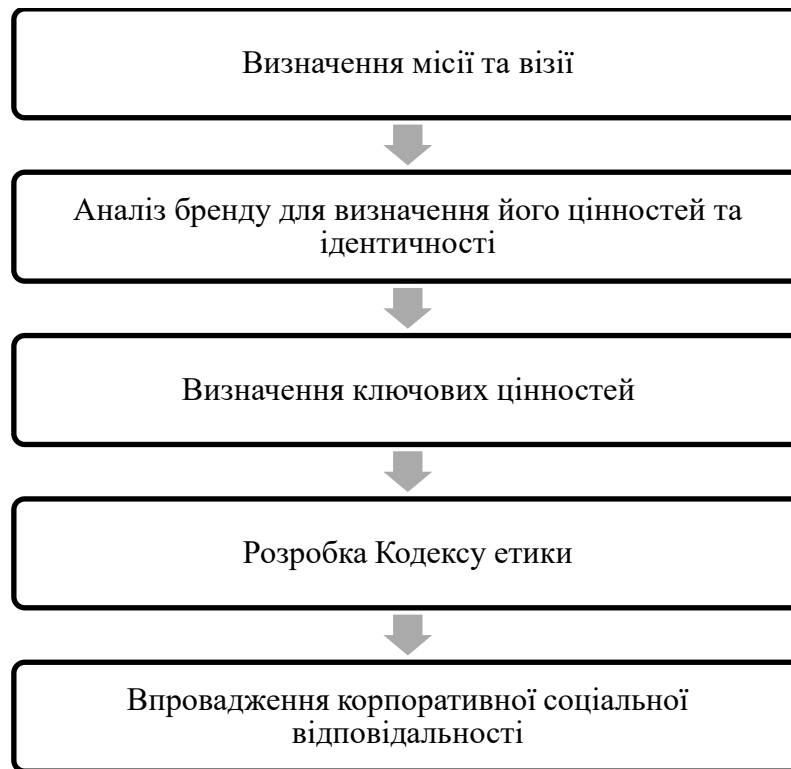 Визначення місії та візії
Аналіз бренду для визначення його цінностей та
ідентичності
Визначення ключових цінностей
Розробка Кодексу етики
Впровадження корпоративної соціальної
відповідальності